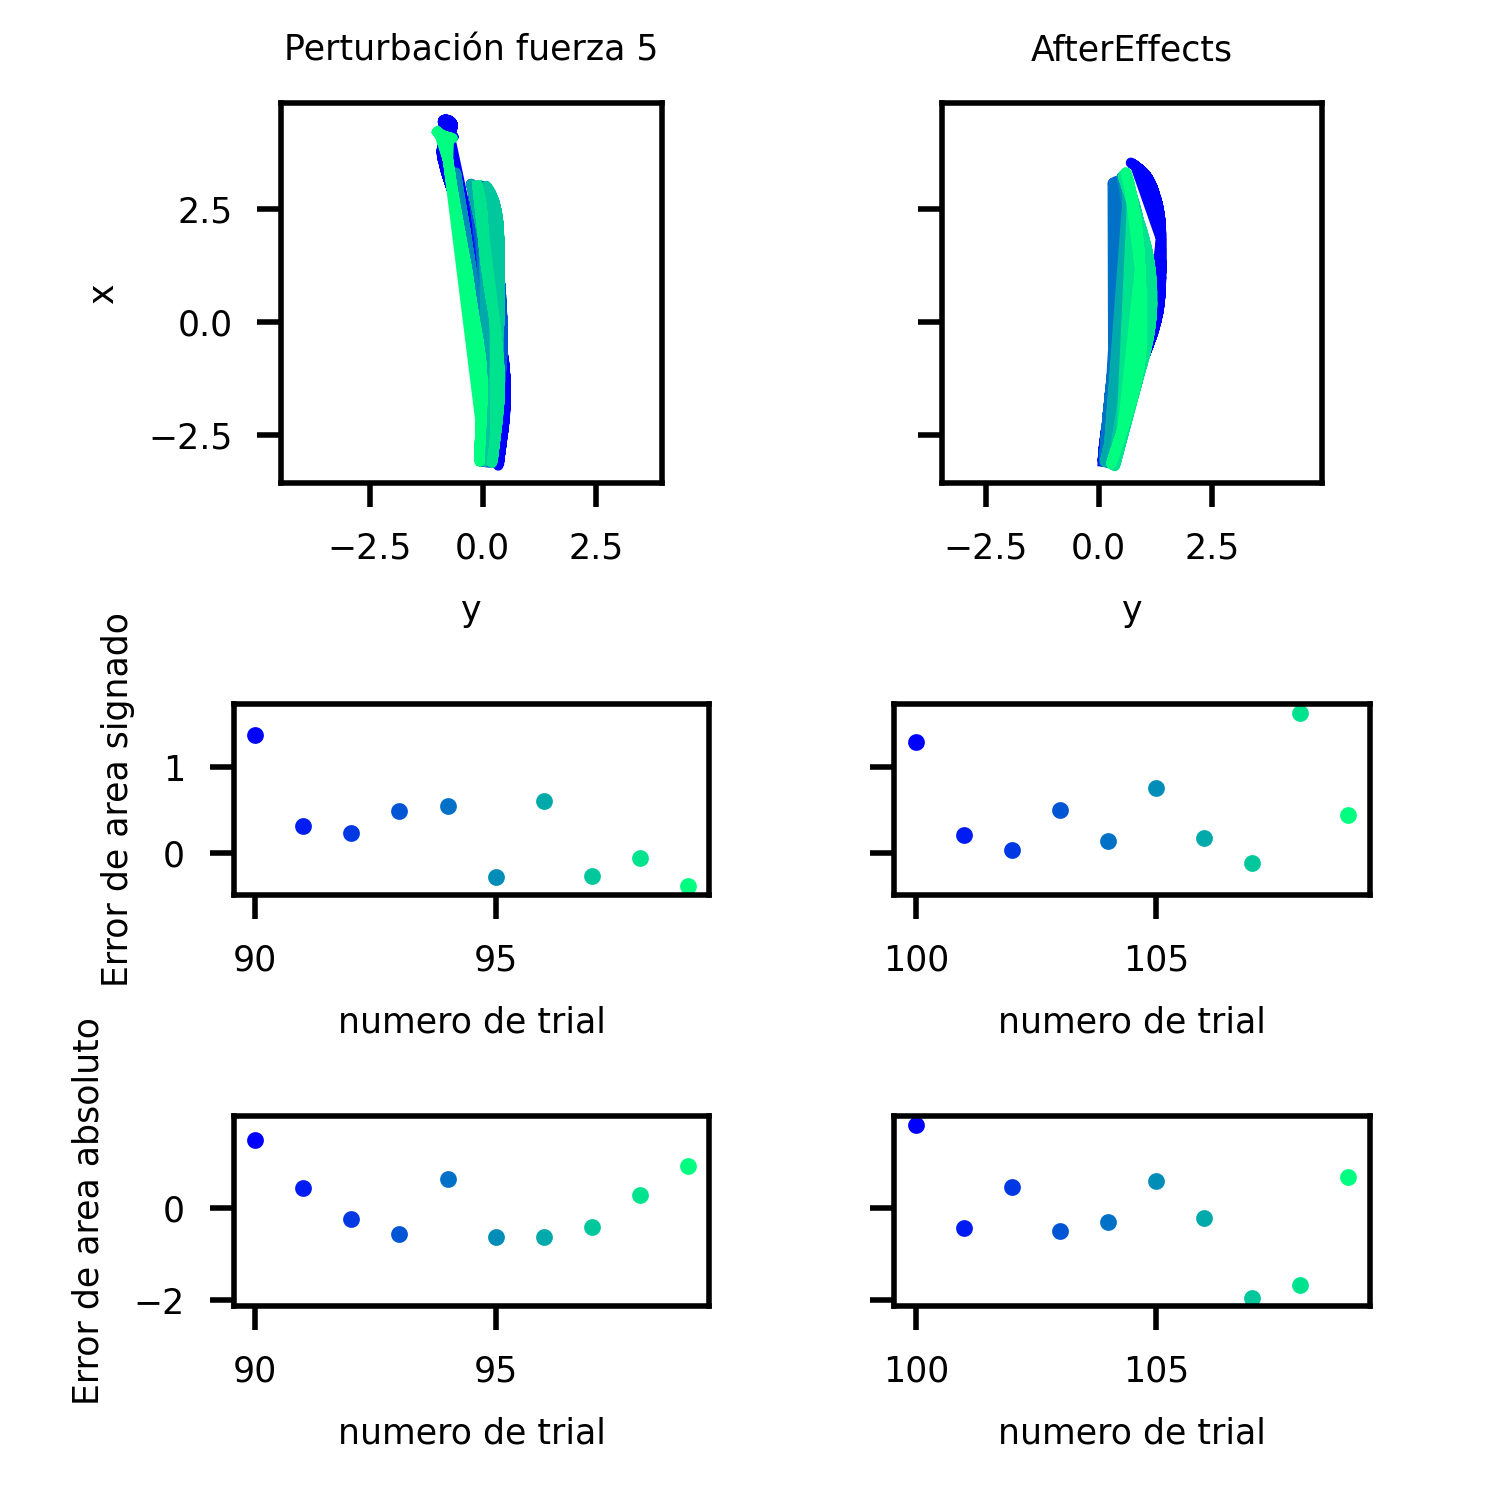 Perturbación fuerza 5
AfterEffects
x
2.5
0.0
−2.5
−2.5 0.0 2.5
−2.5 0.0 2.5
y
y
Error de area signado
1
0
90 95
100 105
numero de trial
numero de trial
Error de area absoluto
0
−2
90 95
100 105
numero de trial
numero de trial